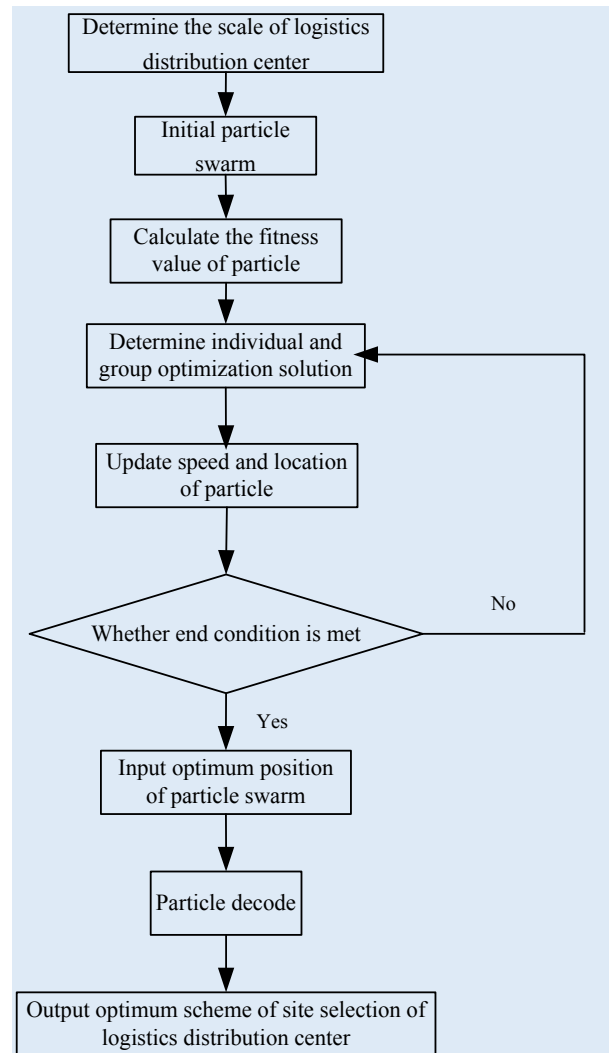 Determine the scale of logistics
distribution center
Initial particle
swarm
Calculate the fitness
value of particle
Determine individual and
group optimization solution
Update speed and location
of particle
Whether end condition is met
No
Yes
Input optimum position
of particle swarm
Particle decode
Output optimum scheme of site selection of
logistics distribution center